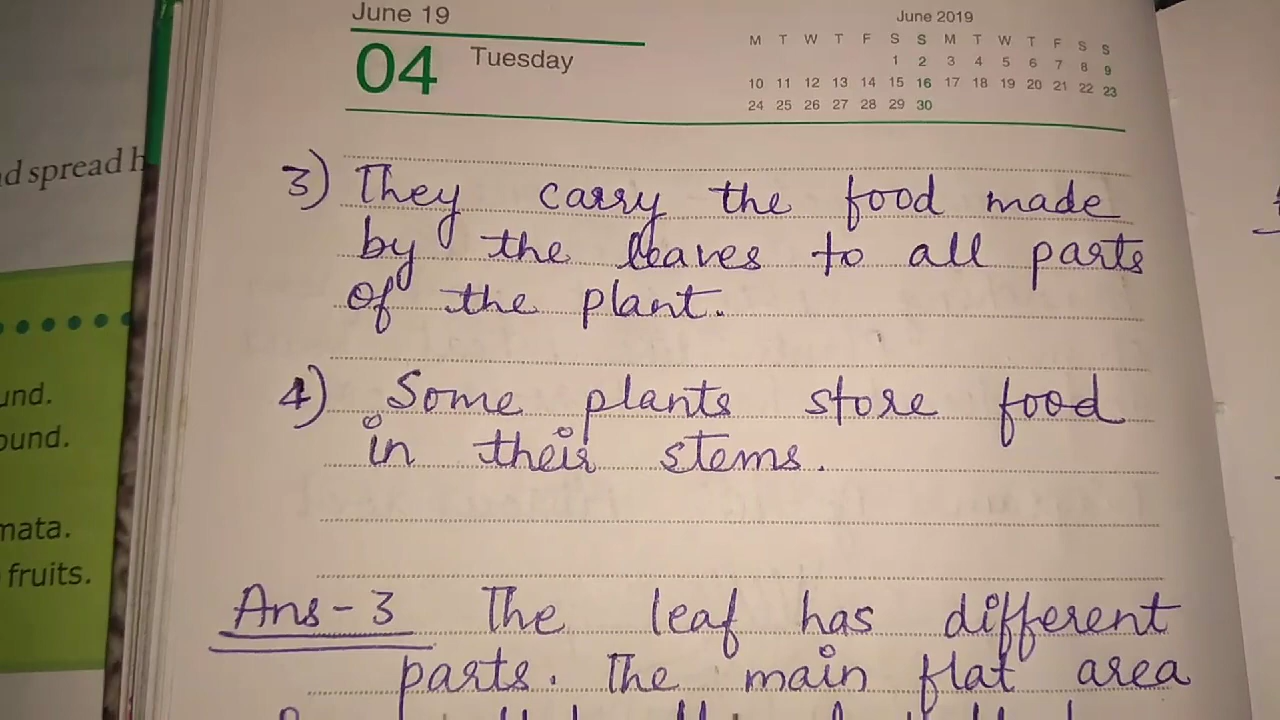 June 19
04
Tuesday
June 2019
M T W T F S S M T W T F S S
1 2 3 4 5 6 7 8 9
10 11 12 13 14 15 16 17 18 19 20 21 22 23
24 25 26 27 28 29 30
d spread h
und.
ound.
mata.
fruits.
3) They carry the food made
by the leaves to all parts
of the plant.
4) Some plants store food
in their stems.
Ans-3 The leaf has different
parts. The main flat area